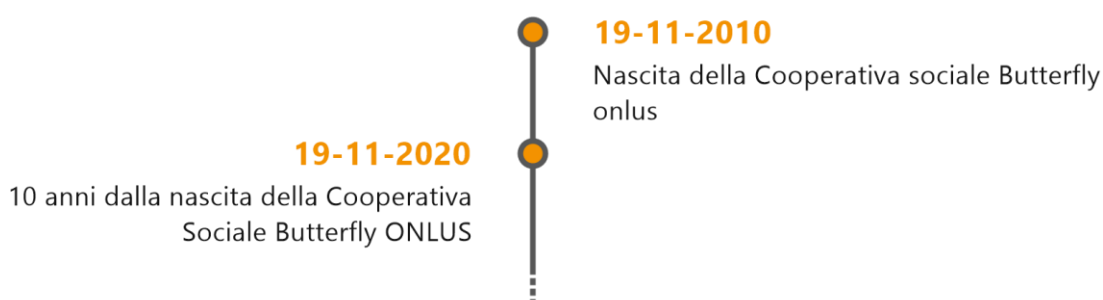 19-11-2010
Nascita della Cooperativa sociale Butterfly
onlus
19-11-2020
10 anni dalla nascita della Cooperativa
Sociale Butterfly ONLUS